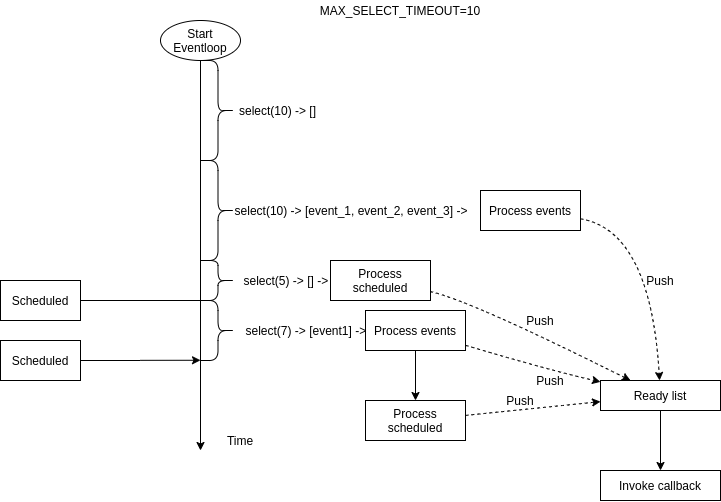 MAX_SELECT_TIMEOUT=10
Start
Eventloop
select(10) -> []
select(10) -> [event_1, event_2, event_3] ->
Process events
Push
select(5) -> [] ->
Process
scheduled
Scheduled
Push
select(7) -> [event1] ->
Process events
Scheduled
Push
Ready list
Push
Process
scheduled
Time
Invoke callback